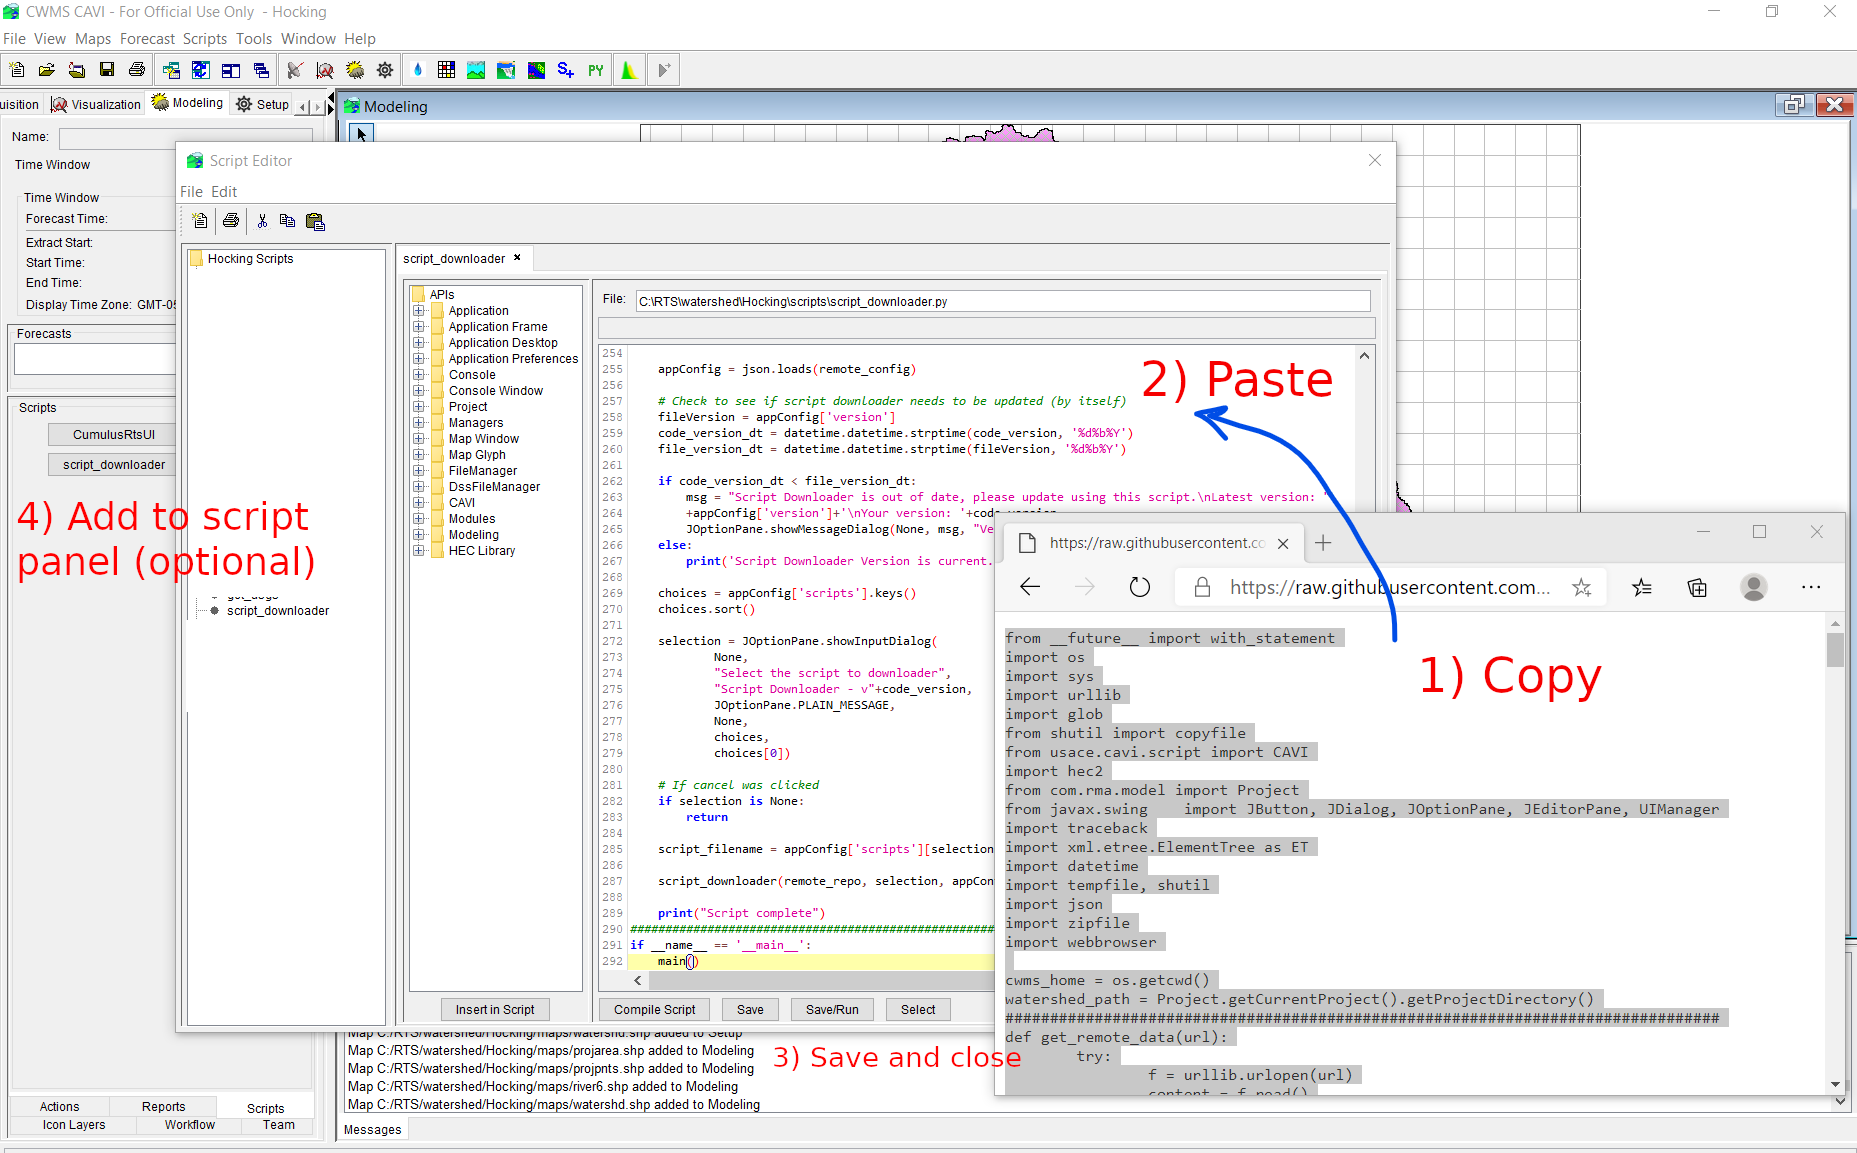 CWMS CAVI - For Official Use Only  - Hocking
File View Maps Forecast Scripts Tools Window Help
S+ PY
uisition Visualization Modeling Setup
Modeling
Name:
Time Window
Time Window
Forecast Time:
Extract Start:
Start Time:
End Time:
Display Time Zone: GMT-05
Forecasts
Scripts
CumulusRtsUI
script_downloader
4) Add to script
panel (optional)
Actions Reports Scripts
Icon Layers Workflow Team
Script Editor
File Edit
Hocking Scripts
script_downloader
script_downloader
APIs
Application
Application Frame
Application Desktop
Application Preferences
Console
Console Window
Project
Managers
Map Window
Map Glyph
FileManager
DssFileManager
CAVI
Modules
Modeling
HEC Library
Insert in Script
File: C:\RTS\watershed\Hocking\scripts\script_downloader.py
254
255 appConfig = json.loads(remote_config)
256
257 # Check to see if script downloader needs to be updated (by itself)
258 fileVersion = appConfig['version']
259 code_version_dt = datetime.datetime.strptime(code_version, '%d%b%Y')
260 file_version_dt = datetime.datetime.strptime(fileVersion, '%d%b%Y')
261
262 if code_version_dt < file_version_dt:
263 msg = "Script Downloader is out of date, please update using this script.\nLatest version: "
264 +appConfig['version']+'\nYour version: '+code_version
265 JOptionPane.showMessageDialog(None, msg, "Ve
266 else:
267 print('Script Downloader Version is current.
268
269 choices = appConfig['scripts'].keys()
270 choices.sort()
271
272 selection = JOptionPane.showInputDialog(
273 None,
274 "Select the script to downloader",
275 "Script Downloader - v"+code_version,
276 JOptionPane.PLAIN_MESSAGE,
277 None,
278 choices,
279 choices[0])
280
281 # If cancel was clicked
282 if selection is None:
283 return
284
285 script_filename = appConfig['scripts'][selection
286
287 script_downloader(remote_repo, selection, appCon
288
289 print("Script complete")
290 ####################################################
291 if __name__ == '__main__':
292 main()
Compile Script Save Save/Run Select
2) Paste
1) Copy
3) Save and close
https://raw.githubusercontent.co
https://raw.githubusercontent.com...
from __future__ import with_statement
import os
import sys
import urllib
import glob
from shutil import copyfile
from usace.cavi.script import CAVI
import hec2
from com.rma.model import Project
from javax.swing    import JButton, JDialog, JOptionPane, JEditorPane, UIManager
import traceback
import xml.etree.ElementTree as ET
import datetime
import tempfile, shutil
import json
import zipfile
import webbrowser
cwms_home = os.getcwd()
watershed_path = Project.getCurrentProject().getProjectDirectory()
################################################################################
def get_remote_data(url):
try:
f = urllib.urlopen(url)
content = f.read()
Map C:/RTS/watershed/Hocking/maps/watershd.shp added to Setup
Map C:/RTS/watershed/Hocking/maps/projarea.shp added to Modeling
Map C:/RTS/watershed/Hocking/maps/projpnts.shp added to Modeling
Map C:/RTS/watershed/Hocking/maps/river6.shp added to Modeling
Map C:/RTS/watershed/Hocking/maps/watershd.shp added to Modeling
Messages